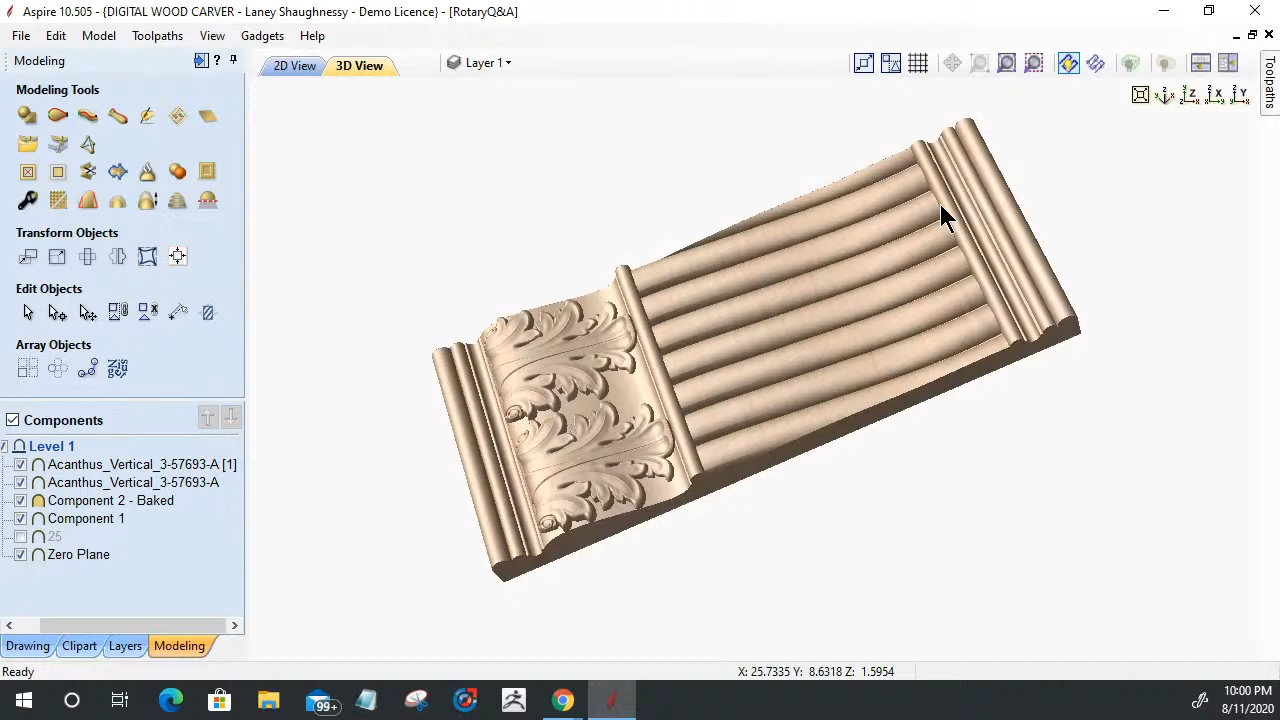 Aspire 10.505 - {DIGITAL WOOD CARVER - Laney Shaughnessy - Demo Licence} - [RotaryQ&A]
File Edit Model Toolpaths View Gadgets Help
Modeling
2D View 3D View Layer 1
Toolpaths
Modeling Tools
Transform Objects
Edit Objects
Array Objects
Components
Level 1
Acanthus_Vertical_3-57693-A [1]
Acanthus_Vertical_3-57693-A
Component 2 - Baked
Component 1
25
Zero Plane
Drawing Clipart Layers Modeling
Ready X: 25.7335 Y: 8.6318 Z: 1.5954
99+
10:00 PM
8/11/2020